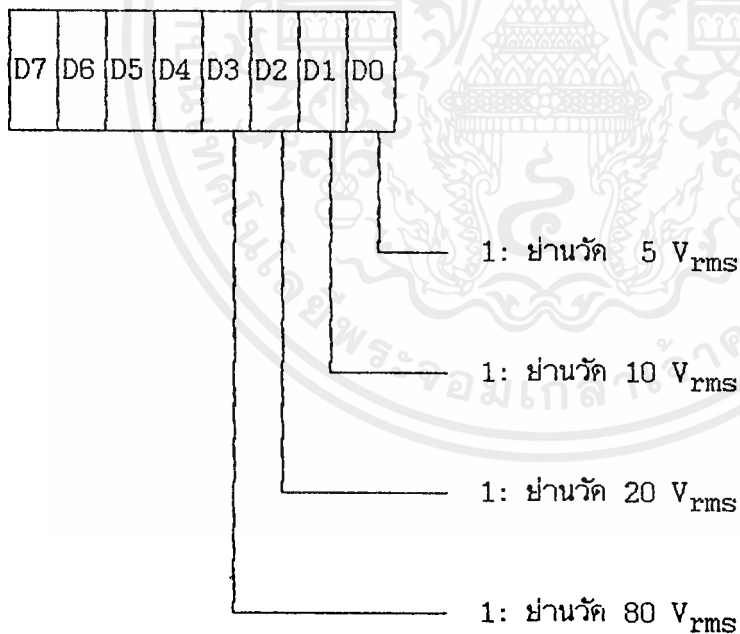 D7 D6 D5 D4 D3 D2 D1 D0
1: ย่านวัด 5 Vrms
1: ย่านวัด 10 Vrms
1: ย่านวัด 20 Vrms
1: ย่านวัด 80 Vrms